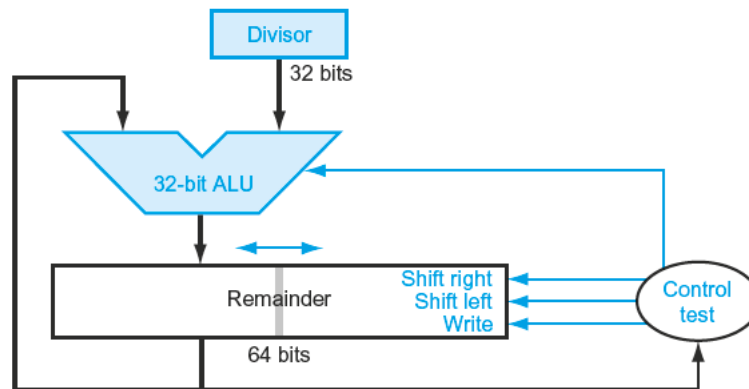 Divisor
32 bits
32-bit ALU
Remainder
Shift right
Shift left
Write
Control
test
64 bits